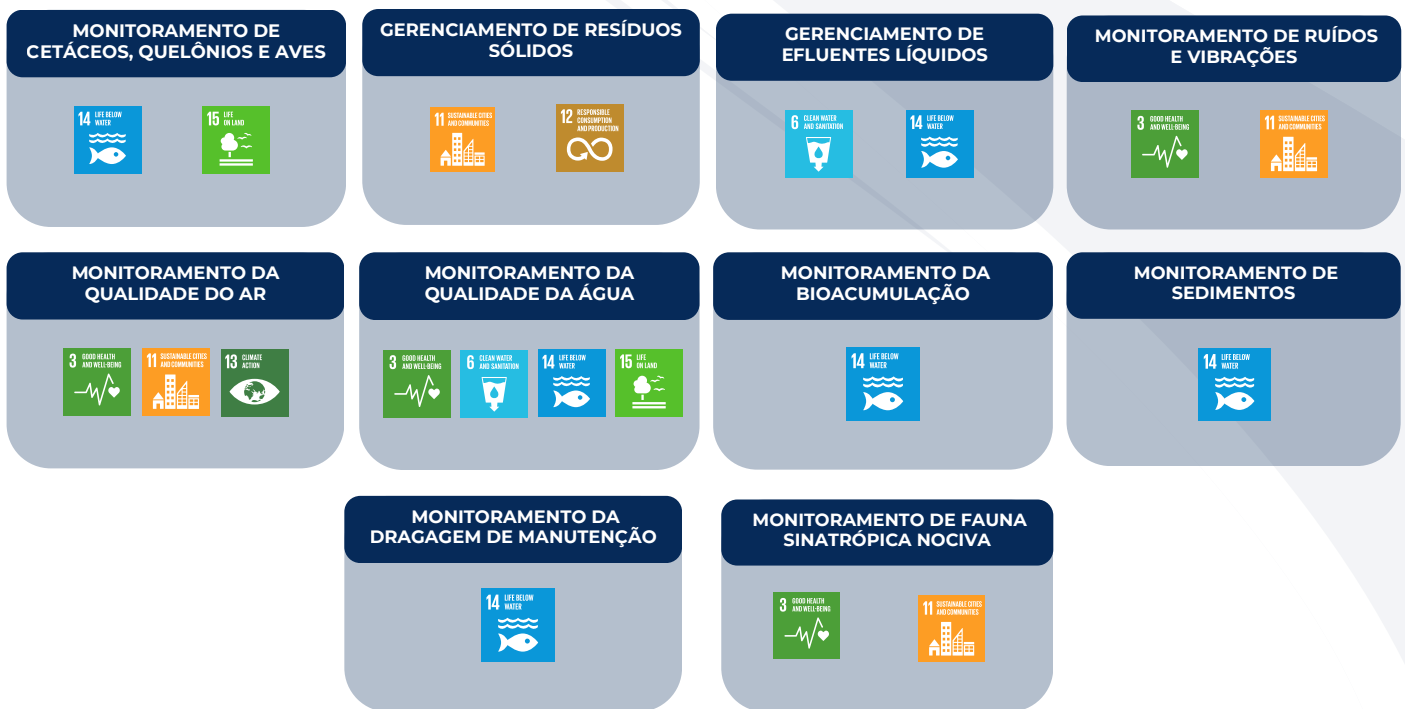 MONITORAMENTO DE
CETÁCEOS, QUELÔNIOS E AVES
14 LIFE BELOW
WATER
15 LIFE
ON LAND
GERENCIAMENTO DE RESÍDUOS
SÓLIDOS
11 SUSTAINABLE CITIES
AND COMMUNITIES
12 RESPONSIBLE
CONSUMPTION
AND PRODUCTION
GERENCIAMENTO DE
EFLUENTES LÍQUIDOS
6 CLEAN WATER
AND SANITATION
14 LIFE BELOW
WATER
MONITORAMENTO DE RUÍDOS
E VIBRAÇÕES
3 GOOD HEALTH
AND WELL-BEING
11 SUSTAINABLE CITIES
AND COMMUNITIES
MONITORAMENTO DA
QUALIDADE DO AR
3 GOOD HEALTH
AND WELL-BEING
11 SUSTAINABLE CITIES
AND COMMUNITIES
13 CLIMATE
ACTION
MONITORAMENTO DA
QUALIDADE DA ÁGUA
3 GOOD HEALTH
AND WELL-BEING
6 CLEAN WATER
AND SANITATION
14 LIFE BELOW
WATER
15 LIFE
ON LAND
MONITORAMENTO DA
BIOACUMULAÇÃO
14 LIFE BELOW
WATER
MONITORAMENTO DE
SEDIMENTOS
14 LIFE BELOW
WATER
MONITORAMENTO DA
DRAGAGEM DE MANUTENÇÃO
14 LIFE BELOW
WATER
MONITORAMENTO DE FAUNA
SINATRÓPICA NOCIVA
3 GOOD HEALTH
AND WELL-BEING
11 SUSTAINABLE CITIES
AND COMMUNITIES